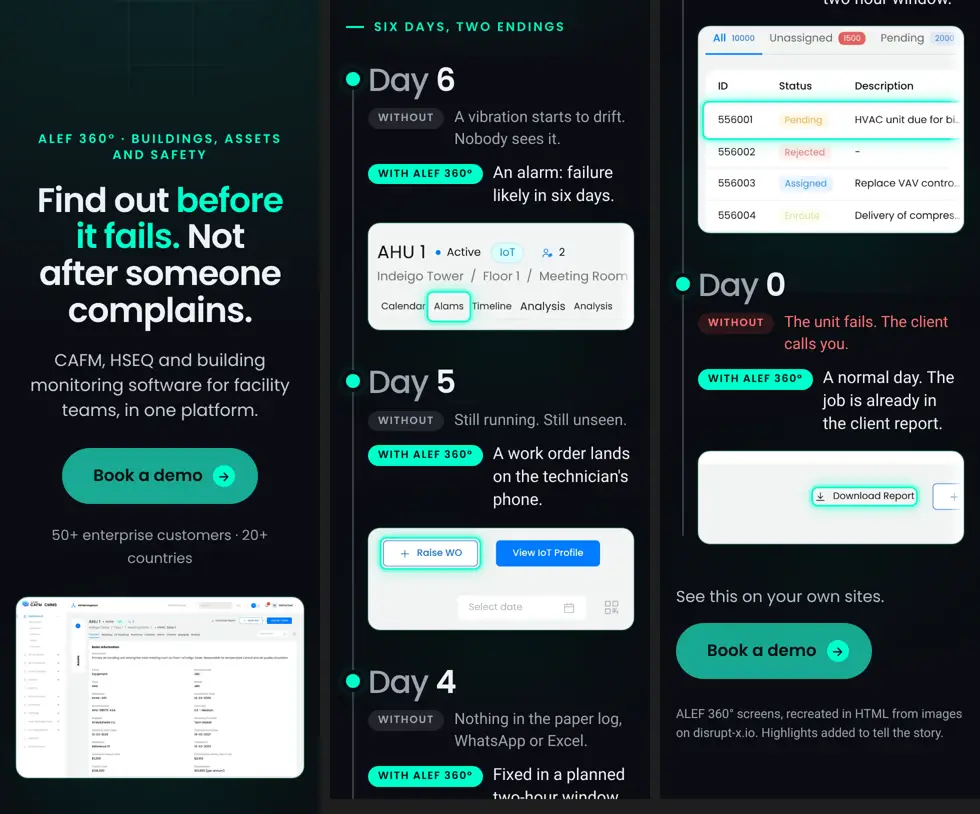 ALEF 360° · BUILDINGS, ASSETS
AND SAFETY
Find out before
it fails. Not
after someone
complains.
CAFM, HSEQ and building
monitoring software for facility
teams, in one platform.
Book a demo
50+ enterprise customers · 20+
countries
CAFM CMMS
AHU 1
Basic Information
SIX DAYS, TWO ENDINGS
Day 6
WITHOUT
A vibration starts to drift.
Nobody sees it.
WITH ALEF 360°
An alarm: failure
likely in six days.
AHU 1 • Active IoT 2
Indeigo Tower / Floor 1 / Meeting Room
Calendar Alams Timeline Analysis Analysis
Day 5
WITHOUT
Still running. Still unseen.
WITH ALEF 360°
A work order lands
on the technician's
phone.
+ Raise WO View IoT Profile
Select date
Day 4
WITHOUT
Nothing in the paper log,
WhatsApp or Excel.
WITH ALEF 360°
Fixed in a planned
two-hour window
two-hour window.
All 10000 Unassigned 1500 Pending 2000
ID Status Description
556001 Pending HVAC unit due for bi..
556002 Rejected -
556003 Assigned Replace VAV contro..
556004 Enroute Delivery of compres..
Day 0
WITHOUT
The unit fails. The client
calls you.
WITH ALEF 360°
A normal day. The
job is already in
the client report.
Download Report +
See this on your own sites.
Book a demo
ALEF 360° screens, recreated in HTML from images
on disrupt-x.io. Highlights added to tell the story.